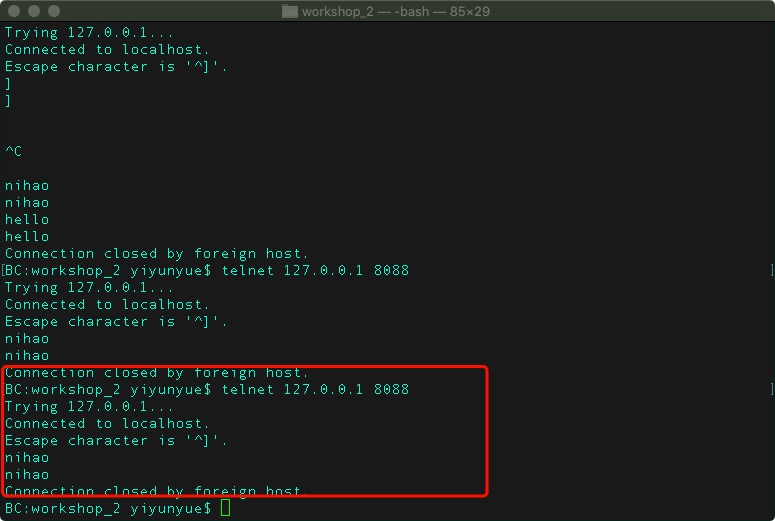 workshop_2 — -bash — 85×29
Trying 127.0.0.1...
Connected to localhost.
Escape character is '^]'.
]
]
^C
nihao
nihao
hello
hello
Connection closed by foreign host.
[BC:workshop_2 yiyunyue$ telnet 127.0.0.1 8088 ]
Trying 127.0.0.1...
Connected to localhost.
Escape character is '^]'.
nihao
nihao
Connection closed by foreign host.
BC:workshop_2 yiyunyue$ telnet 127.0.0.1 8088 ]
Trying 127.0.0.1...
Connected to localhost.
Escape character is '^]'.
nihao
nihao
Connection closed by foreign host.
BC:workshop_2 yiyunyue$